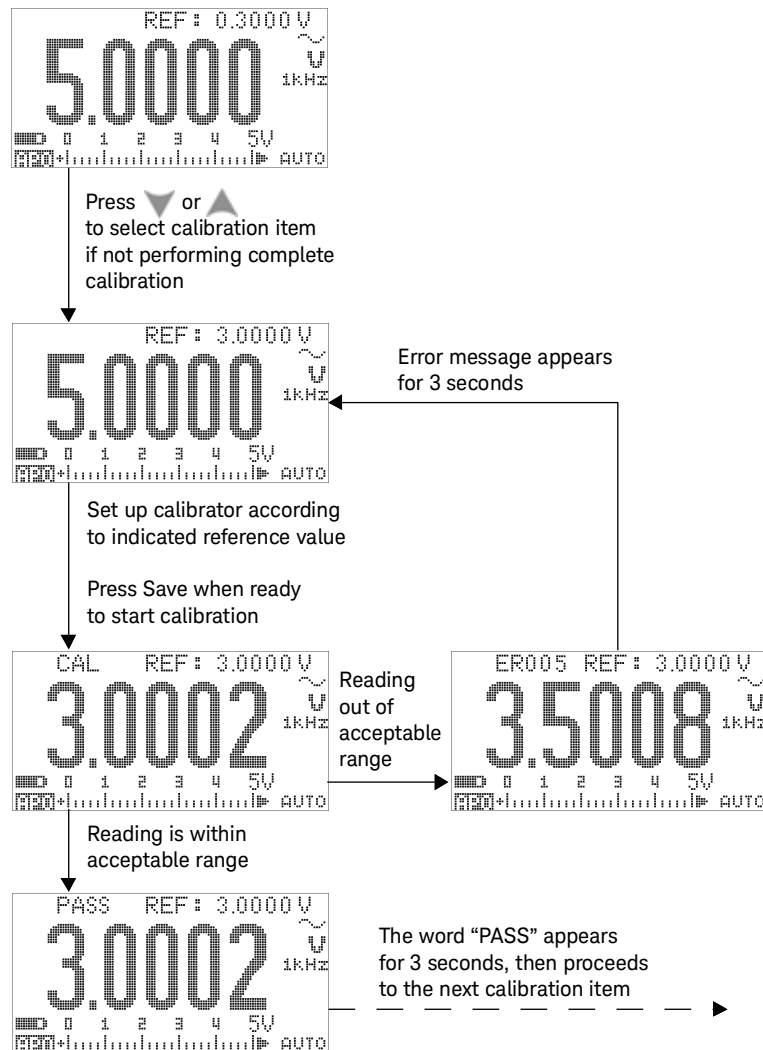 REF: 0.3000 V
5.0000
1kHz
0 1 2 3 4 5V
APO AUTO
Press or
to select calibration item
if not performing complete
calibration
REF: 3.0000 V
5.0000
1kHz
0 1 2 3 4 5V
APO AUTO
Error message appears
for 3 seconds
Set up calibrator according
to indicated reference value
Press Save when ready
to start calibration
CAL REF: 3.0000 V
3.0002
1kHz
0 1 2 3 4 5V
APO AUTO
Reading
out of
acceptable
range
ER005 REF: 3.0000 V
3.5008
1kHz
0 1 2 3 4 5V
APO AUTO
Reading is within
acceptable range
PASS REF: 3.0000 V
3.0002
1kHz
0 1 2 3 4 5V
APO AUTO
The word “PASS” appears
for 3 seconds, then proceeds
to the next calibration item